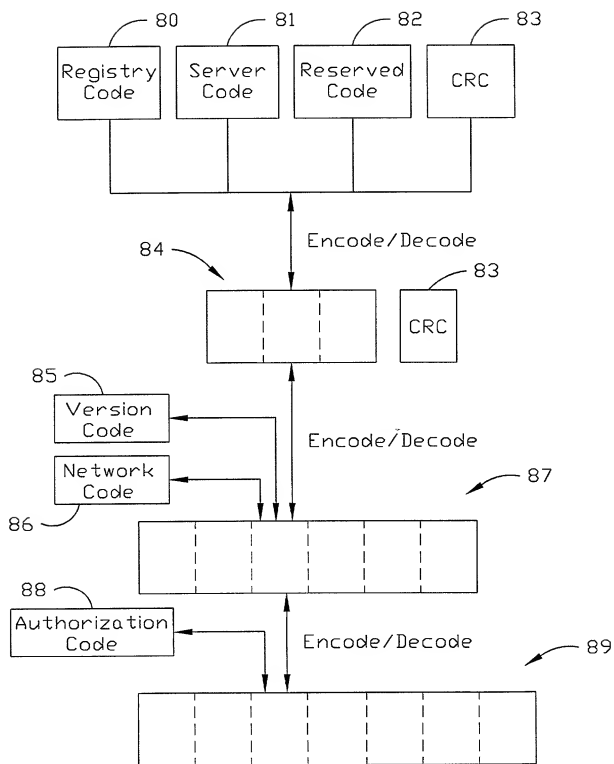 80
81
82
83
Registry
Code
Server
Code
Reserved
Code
CRC
Encode/Decode
84
83
CRC
85
Version
Code
Encode/Decode
Network
Code
86
87
88
Authorization
Code
Encode/Decode
89